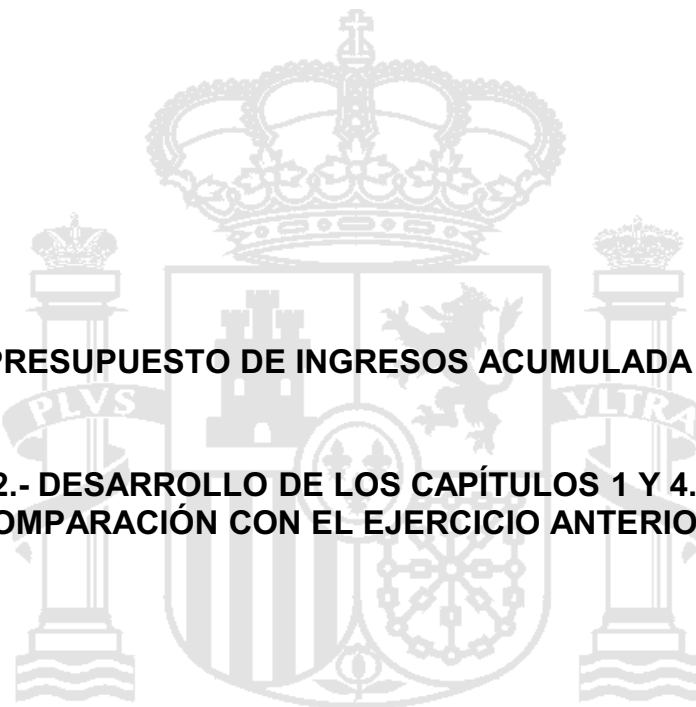 PRESUPUESTO DE INGRESOS ACUMULADA
PLVS
VLTRA
2.- DESARROLLO DE LOS CAPÍTULOS 1 Y 4.
OMPARACIÓN CON EL EJERCICIO ANTERIO